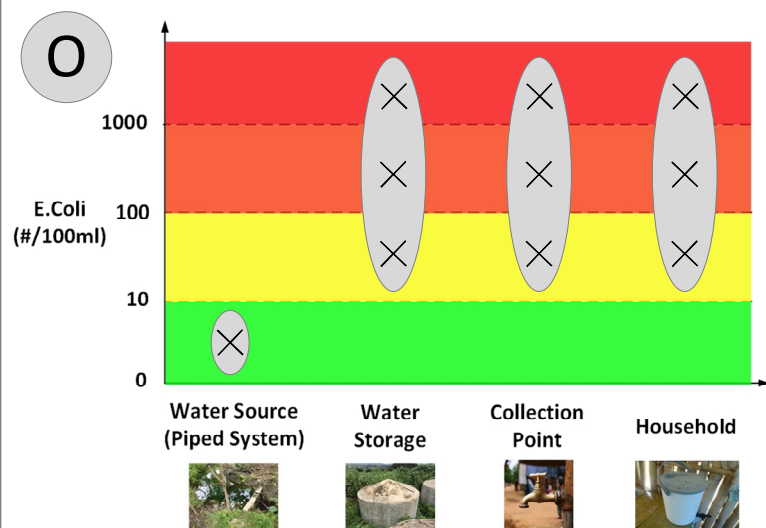 O
1000
100
10
0
E.Coli
(#/100ml)
Water Source
(Piped System)
Water
Storage
Collection
Point
Household